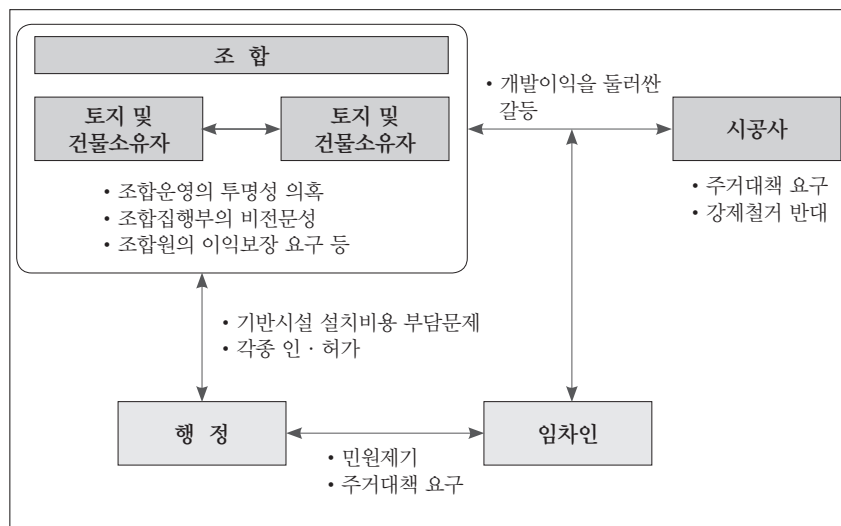 조 합
토지 및
건물소유자
토지 및
건물소유자
• 조합운영의 투명성 의혹
• 조합집행부의 비전문성
• 조합원의 이익보장 요구 등
• 개발이익을 둘러싼
갈등
시공사
• 주거대책 요구
• 강제철거 반대
• 기반시설 설치비용 부담문제
• 각종 인 · 허가
행 정
임차인
• 민원제기
• 주거대책 요구